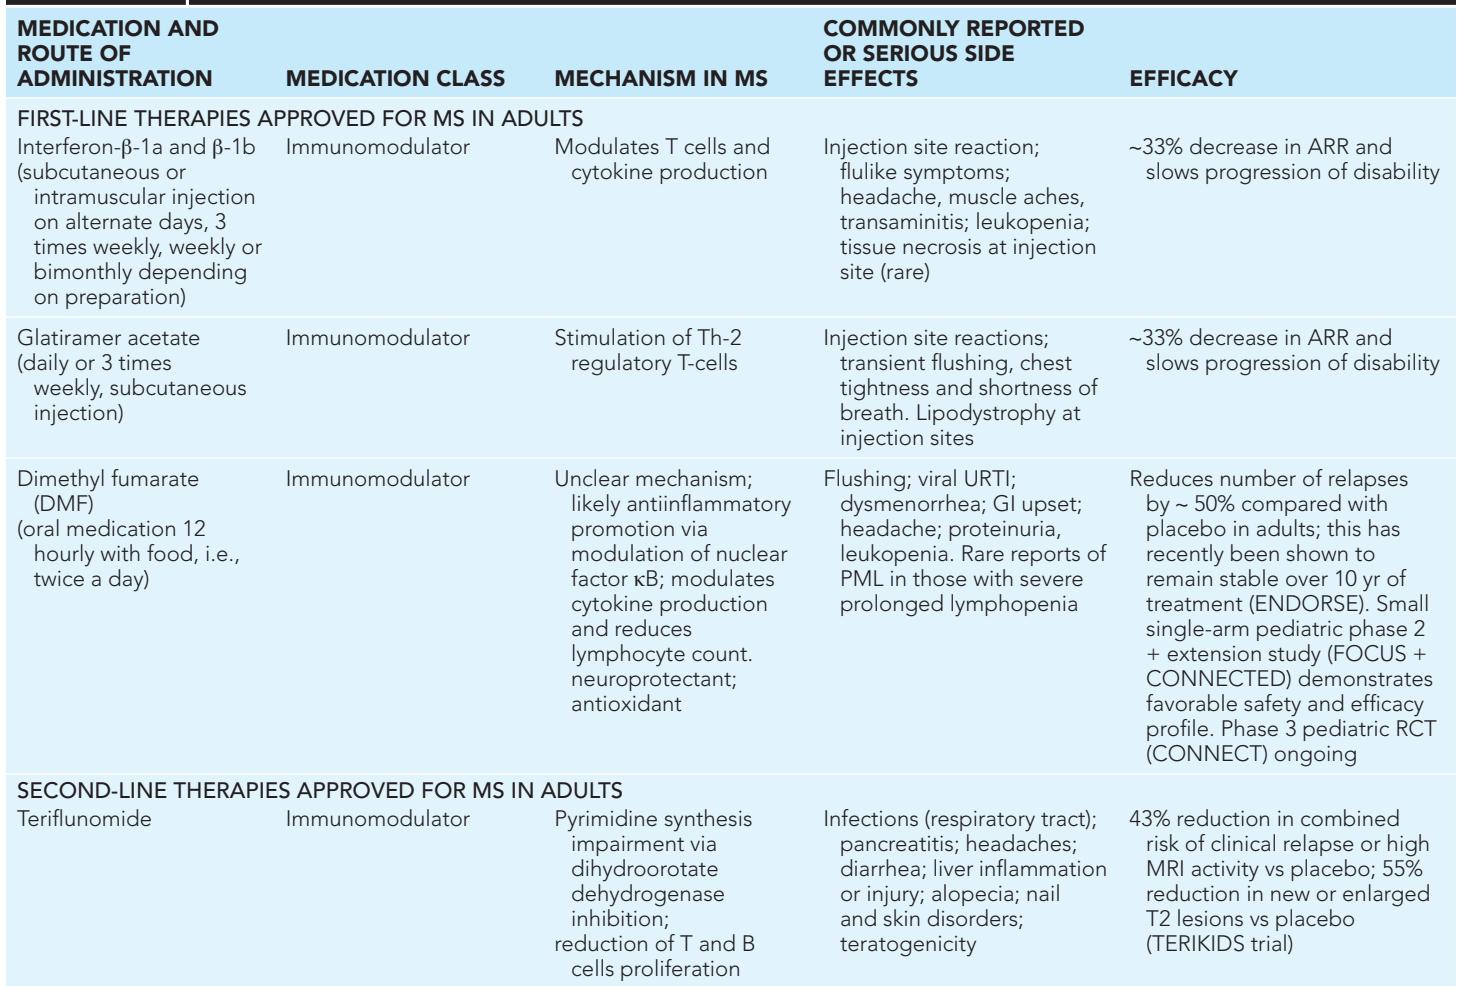 MEDICATION AND
ROUTE OF
ADMINISTRATION
MEDICATION CLASS
MECHANISM IN MS
COMMONLY REPORTED
OR SERIOUS SIDE
EFFECTS
EFFICACY
FIRST-LINE THERAPIES APPROVED FOR MS IN ADULTS
Interferon-β-1a and β-1b
(subcutaneous or
intramuscular injection
on alternate days, 3
times weekly, weekly or
bimonthly depending
on preparation)
Immunomodulator
Modulates T cells and
cytokine production
Injection site reaction;
flulike symptoms;
headache, muscle aches,
transaminitis; leukopenia;
tissue necrosis at injection
site (rare)
~33% decrease in ARR and
slows progression of disability
Glatiramer acetate
(daily or 3 times
weekly, subcutaneous
injection)
Immunomodulator
Stimulation of Th-2
regulatory T-cells
Injection site reactions;
transient flushing, chest
tightness and shortness of
breath. Lipodystrophy at
injection sites
~33% decrease in ARR and
slows progression of disability
Dimethyl fumarate
(DMF)
(oral medication 12
hourly with food, i.e.,
twice a day)
Immunomodulator
Unclear mechanism;
likely antiinflammatory
promotion via
modulation of nuclear
factor κB; modulates
cytokine production
and reduces
lymphocyte count.
neuroprotectant;
antioxidant
Flushing; viral URTI;
dysmenorrhea; GI upset;
headache; proteinuria,
leukopenia. Rare reports of
PML in those with severe
prolonged lymphopenia
Reduces number of relapses
by ~ 50% compared with
placebo in adults; this has
recently been shown to
remain stable over 10 yr of
treatment (ENDORSE). Small
single-arm pediatric phase 2
+ extension study (FOCUS +
CONNECTED) demonstrates
favorable safety and efficacy
profile. Phase 3 pediatric RCT
(CONNECT) ongoing
SECOND-LINE THERAPIES APPROVED FOR MS IN ADULTS
Teriflunomide
Immunomodulator
Pyrimidine synthesis
impairment via
dihydroorotate
dehydrogenase
inhibition;
reduction of T and B
cells proliferation
Infections (respiratory tract);
pancreatitis; headaches;
diarrhea; liver inflammation
or injury; alopecia; nail
and skin disorders;
teratogenicity
43% reduction in combined
risk of clinical relapse or high
MRI activity vs placebo; 55%
reduction in new or enlarged
T2 lesions vs placebo
(TERIKIDS trial)